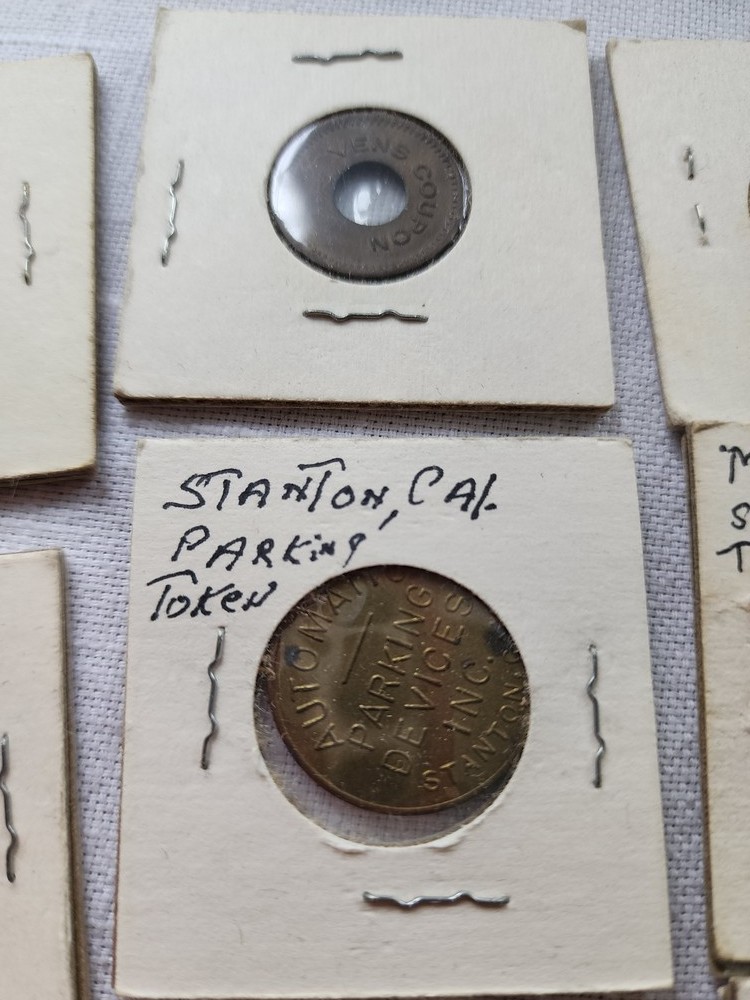 VENS COUPON
STANTON, CAl.
PARKiNg
TOKeN
AUTOMATIC
PARKING
DEVICES
INC.
STANTON,